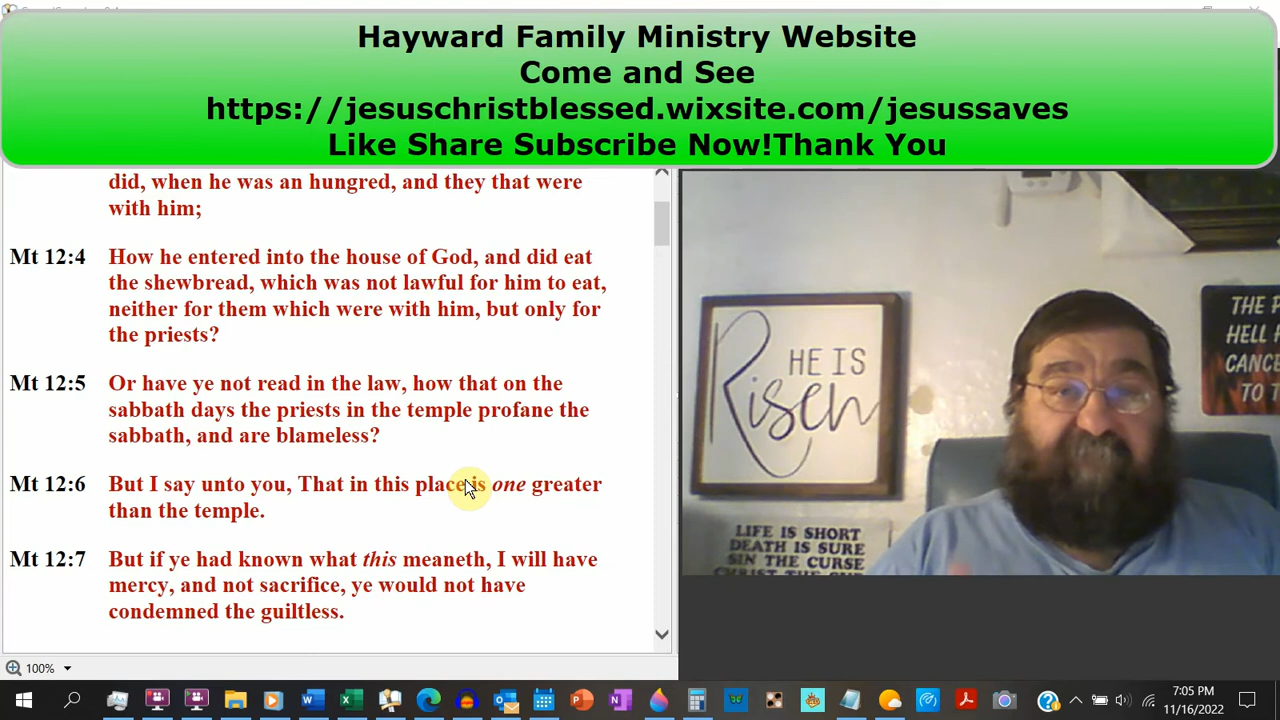 Hayward Family Ministry Website
Come and See
https://jesuschristblessed.wixsite.com/jesussaves
Like Share Subscribe Now!Thank You
did, when he was an hungred, and they that were
with him;
Mt 12:4 How he entered into the house of God, and did eat
the shewbread, which was not lawful for him to eat,
neither for them which were with him, but only for
the priests?
Mt 12:5 Or have ye not read in the law, how that on the
sabbath days the priests in the temple profane the
sabbath, and are blameless?
Mt 12:6 But I say unto you, That in this place is one greater
than the temple.
Mt 12:7 But if ye had known what this meaneth, I will have
mercy, and not sacrifice, ye would not have
condemned the guiltless.
HE IS
Risen
THE
HELL
CANCE
TO T
LIFE IS SHORT
DEATH IS SURE
SIN THE CURSE
CHRIST THE
100%
7:05 PM
11/16/2022